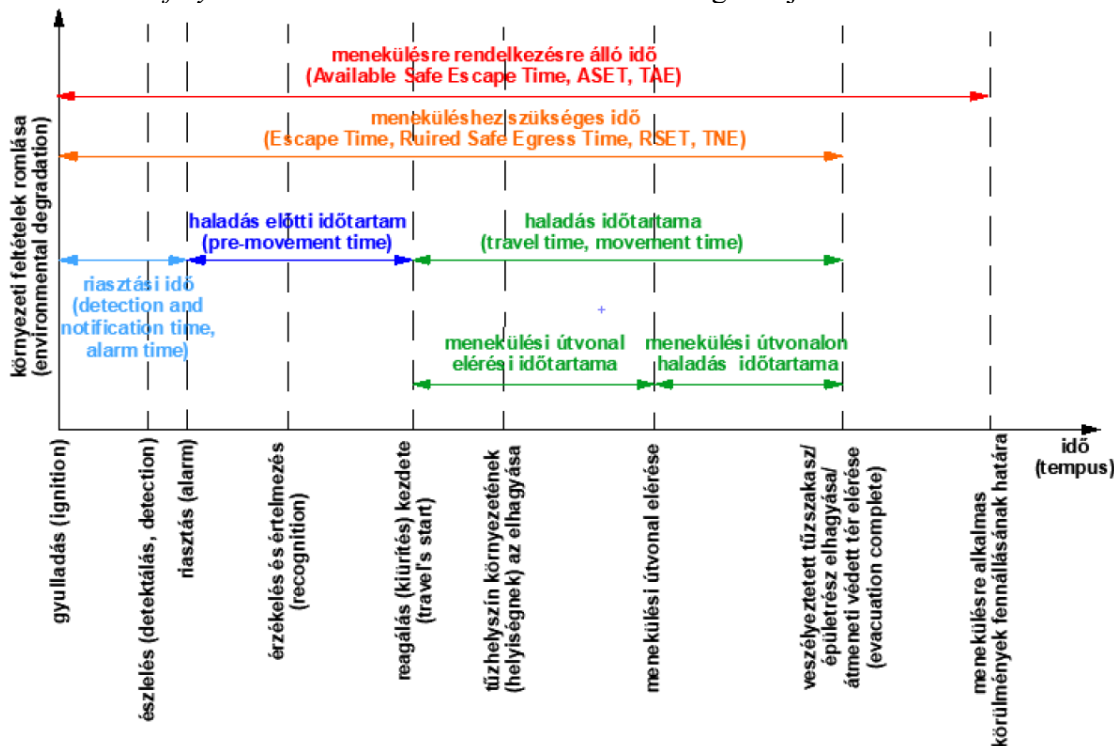 menekülésre rendelkezésre álló idő
(Available Safe Escape Time, ASET, TAE)
meneküléshez szükséges idő
(Escape Time, Ruired Safe Egress Time, RSET, TNE)
haladás előtti időtartam
(pre-movement time)
haladás időtartama
(travel time, movement time)
riasztási idő
(detection and
notification time,
alarm time)
menekülési útvonal
elérési időtartama
menekülési útvonalon
haladás időtartama
környezeti feltételek romlása
(environmental degradation)
idő
(tempus)
gyulladás (ignition)
észlelés (detektálás, detection)
riasztás (alarm)
érzékelés és értelmezés
(recognition)
reagálás (kiürítés) kezdete
(travel's start)
tűzhelyszín környezetének
(helyiségnek) az elhagyása
menekülési útvonal elérése
veszélyeztetett tűzszakasz/
épületrész elhagyása/
átmeneti védett tér elérése
(evacuation complete)
menekülésre alkalmas
körülmények fennállásának határa